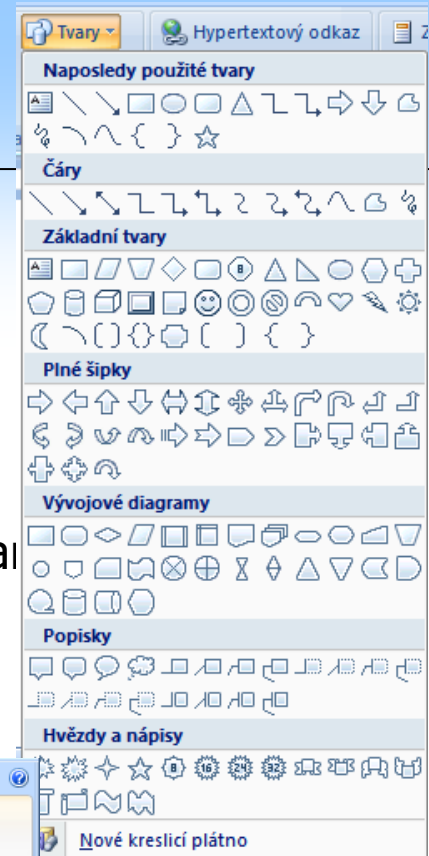 Tvary Hypertextový odkaz
Naposledy použité tvary
Čáry
Základní tvary
Plné šipky
Vývojové diagramy
Popisky
Hvězdy a nápisy
Nové kreslicí plátno